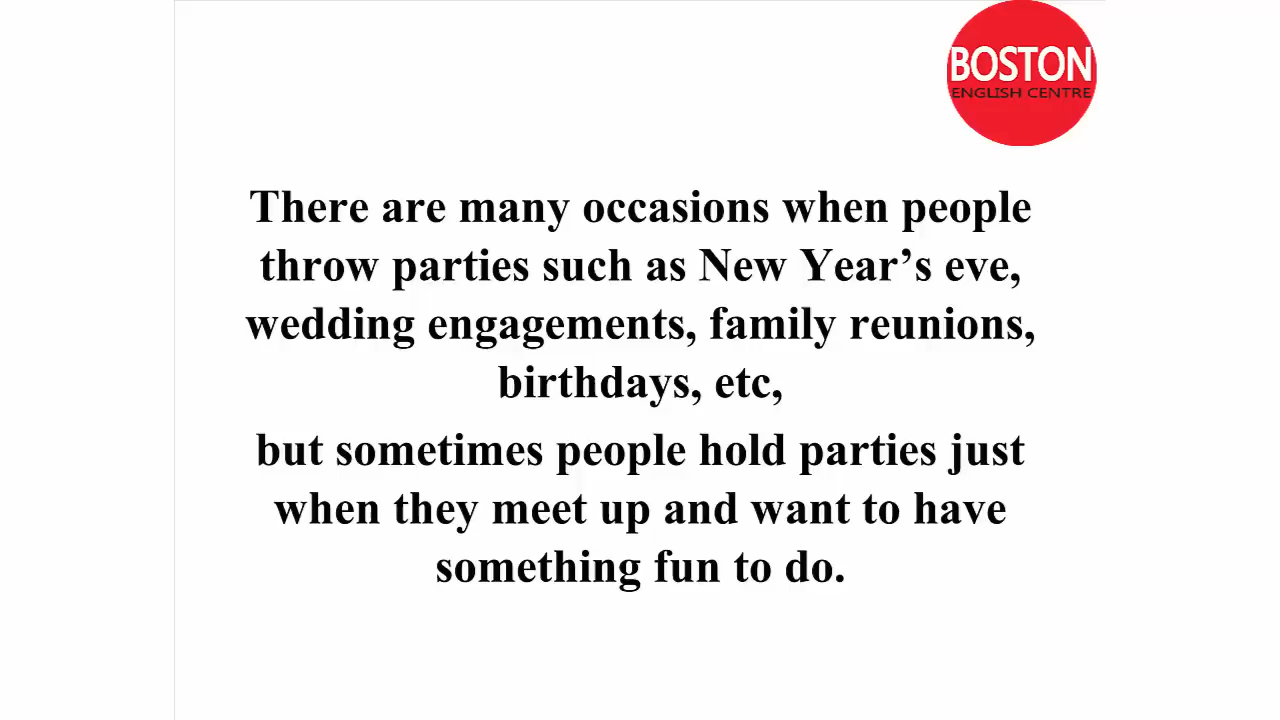 BOSTON
ENGLISH CENTRE
There are many occasions when people
throw parties such as New Year’s eve,
wedding engagements, family reunions,
birthdays, etc,
but sometimes people hold parties just
when they meet up and want to have
something fun to do.